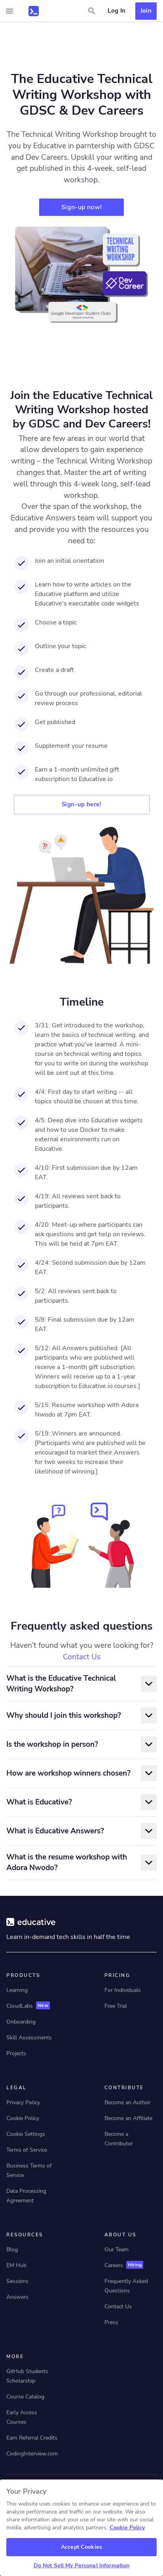 Log In
Join
The Educative Technical
Writing Workshop with
GDSC & Dev Careers
The Technical Writing Workshop brought to
you by Educative in partnership with GDSC
and Dev Careers. Upskill your writing and
get published in this 4-week, self-lead
workshop.
Sign-up now!
TECHNICAL
WRITING
WORKSHOP
Dev
Career
Google Developer Student Clubs
Join the Educative Technical
Writing Workshop hosted
by GDSC and Dev Careers!
There are many areas in our world that
allow developers to gain experience
writing – the Technical Writing Workshop
changes that, Master the art of writing
well through this 4-week long, self-lead
workshop.
Over the span of the workshop, the
Educative Answers team will support you
and provide you with the resources you
need to:
Join an initial orientation
Learn how to write articles on the
Educative platform and utilize
Educative's executable code widgets
Choose a topic
Outline your topic
Create a draft
Go through our professional, editorial
review process
Get published
Supplement your resume
Earn a 1-month unlimited gift
subscription to Educative.io
Sign-up here!
Timeline
3/31: Get introduced to the workshop,
learn the basics of technical writing, and
practice what you've learned. A mini-
course on technical writing and topics
for you to write on during the workshop
will be sent out at this time.
4/4: First day to start writing -- all
topics should be chosen at this time.
4/5: Deep dive into Educative widgets
and how to use Docker to make
external environments run on
Educative.
4/10: First submission due by 12am
EAT.
4/19: All reviews sent back to
participants.
4/20: Meet-up where participants can
ask questions and get help on reviews.
This will be held at 7pm EAT.
4/24: Second submission due by 12am
EAT.
5/2: All reviews sent back to
participants.
5/8: Final submission due by 12am
EAT.
5/12: All Answers published. [All
participants who are published will
receive a 1-month gift subscription.
Winners will receive up to a 1-year
subscription to Educative.io courses.]
5/15: Resume workshop with Adora
Nwodo at 7pm EAT.
5/19: Winners are announced.
[Participants who are published will be
encouraged to market their Answers
for two weeks to increase their
likelihood of winning.]
Frequently asked questions
Haven't found what you were looking for?
Contact Us
What is the Educative Technical
Writing Workshop?
Why should I join this workshop?
Is the workshop in person?
How are workshop winners chosen?
What is Educative?
What is Educative Answers?
What is the resume workshop with
Adora Nwodo?
educative
Learn in-demand tech skills in half the time
PRODUCTS
Learning
CloudLabs New
Onboarding
Skill Assessments
Projects
PRICING
For Individuals
Free Trial
LEGAL
Privacy Policy
Cookie Policy
Cookie Settings
Terms of Service
Business Terms of
Service
Data Processing
Agreement
CONTRIBUTE
Become an Author
Become an Affiliate
Become a
Contributor
RESOURCES
Blog
EM Hub
Sessions
Answers
ABOUT US
Our Team
Careers Hiring
Frequently Asked
Questions
Contact Us
Press
MORE
GitHub Students
Scholarship
Course Catalog
Early Access
Courses
Earn Referral Credits
CodingInterview.com
Your Privacy
This website uses cookies to enhance user experience and to
analyze performance and traffic on our website. We also
share information about your use of our site with our social
media, advertising and analytics partners. Cookie Policy
Accept Cookies
Do Not Sell My Personal Information